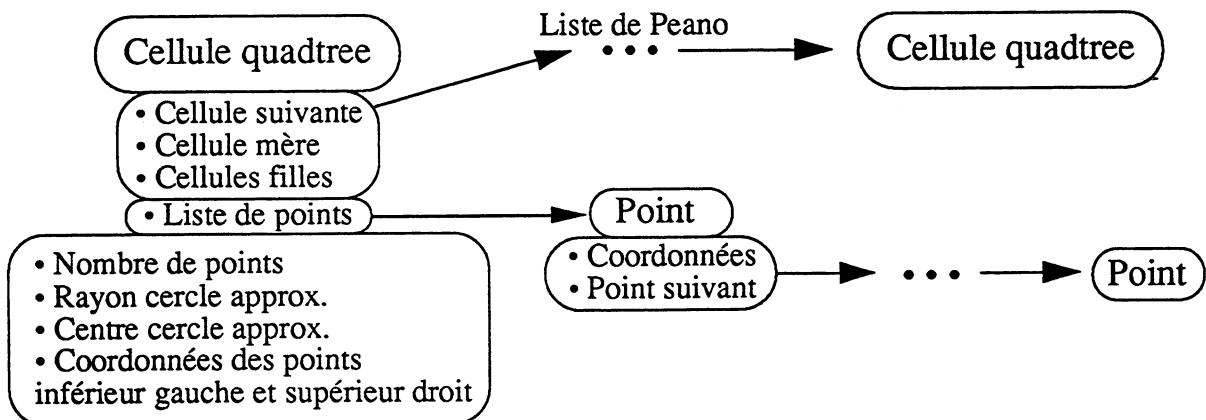 Cellule quadtree
• Cellule suivante
• Cellule mère
• Cellules filles
• Liste de points
• Nombre de points
• Rayon cercle approx.
• Centre cercle approx.
• Coordonnées des points
inférieur gauche et supérieur droit
Liste de Peano
• • •
Cellule quadtree
Point
• Coordonnées
• Point suivant
• • •
Point